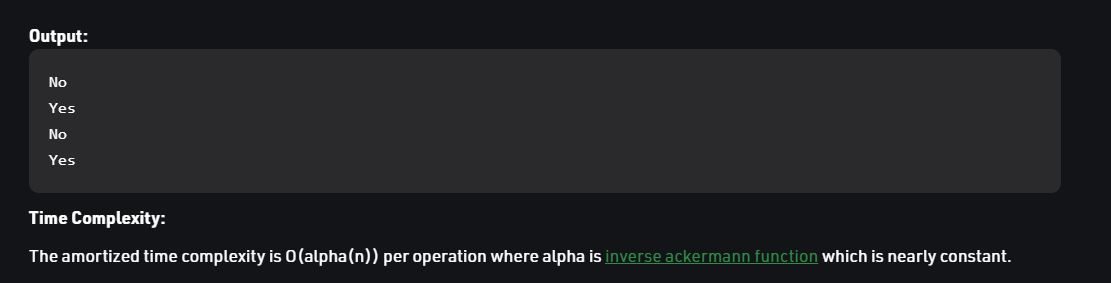 Output:
No
Yes
No
Yes
Time Complexity:
The amortized time complexity is O(alpha(n)) per operation where alpha is inverse ackermann function which is nearly constant.